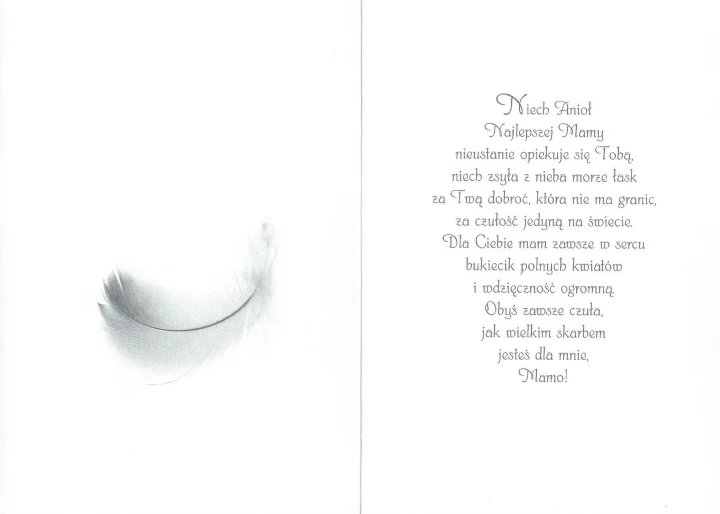 Niech Anioł
Najlepszej Mamy
nieustanie opiekuje się Tobą,
niech zsyła z nieba morze łask
za Twą dobroć, która nie ma granic,
za czułość jedyną na świecie.
Dla Ciebie mam zawsze w sercu
bukiecik polnych kwiatów
i wdzięczność ogromną.
Obyś zawsze czuła,
jak wielkim skarbem
jesteś dla mnie,
Mamo!